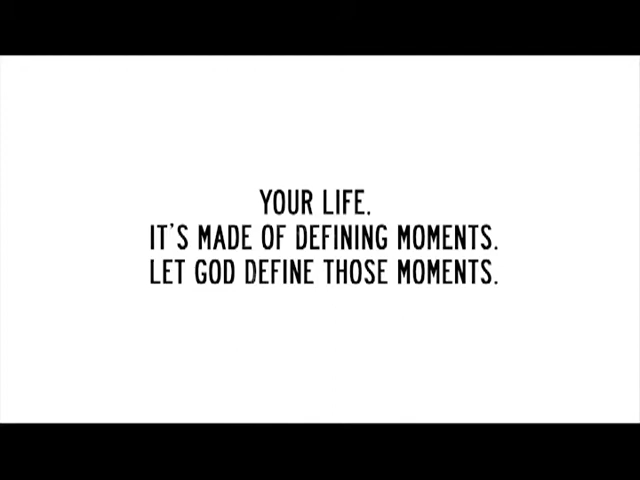 YOUR LIFE.
IT'S MADE OF DEFINING MOMENTS.
LET GOD DEFINE THOSE MOMENTS.